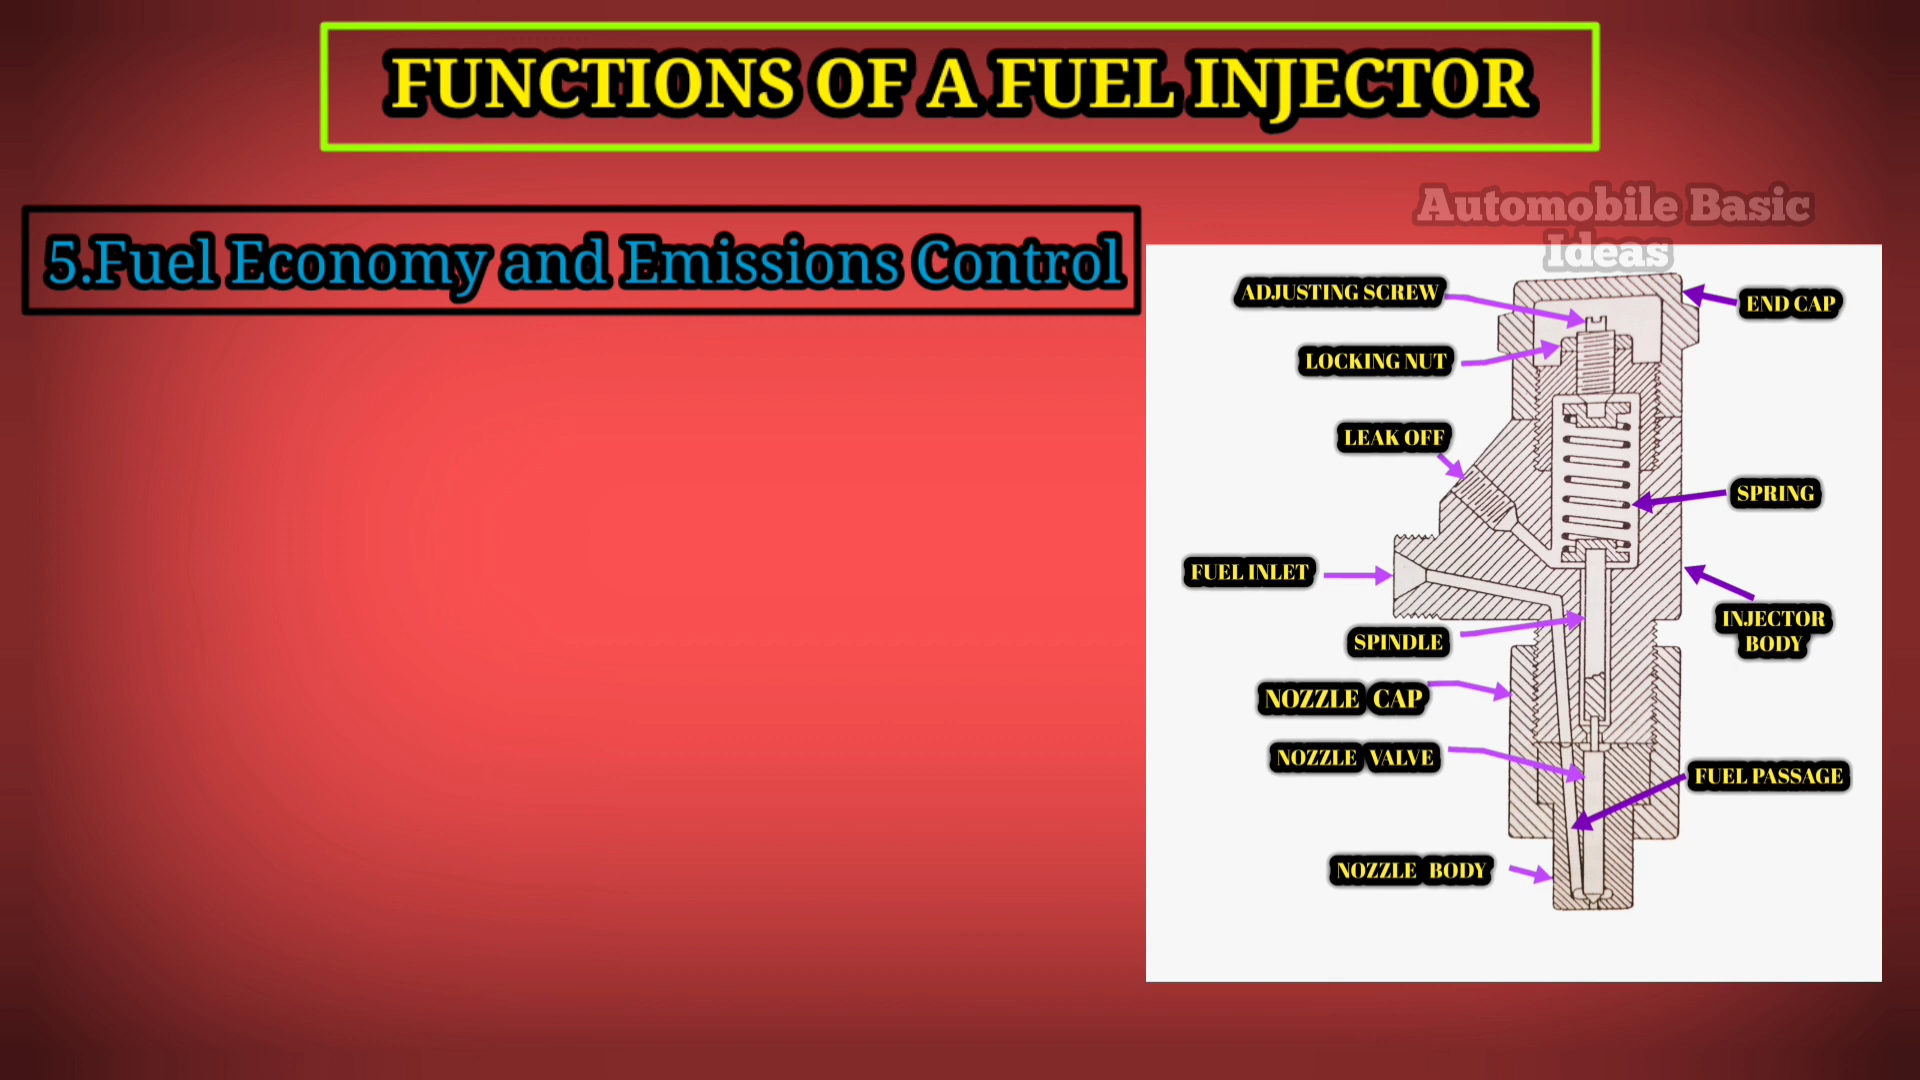 FUNCTIONS OF A FUEL INJECTOR
Automobile Basic
Ideas
5.Fuel Economy and Emissions Control
ADJUSTING SCREW
END CAP
LOCKING NUT
LEAK OFF
SPRING
FUEL INLET
INJECTOR
BODY
SPINDLE
NOZZLE CAP
NOZZLE VALVE
FUEL PASSAGE
NOZZLE BODY